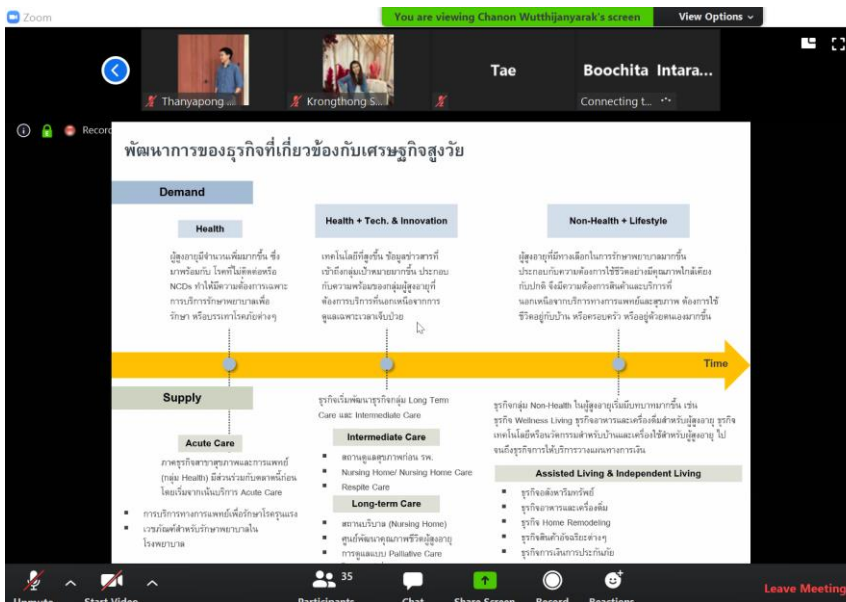 Zoom
You are viewing Chanon Wutthijanyarak's screen
View Options
Thanyapong ...
Krongthong S...
Tae
Boochita Intara...
Connecting t...
Record
พัฒนาการของธุรกิจที่เกี่ยวข้องกับเศรษฐกิจสูงวัย
Demand
Health
ผู้สูงอายุมีจำนวนเพิ่มมากขึ้น ซึ่ง
มาพร้อมกับ โรคที่ไม่ติดต่อหรือ
NCDs ทำให้มีความต้องการเฉพาะ
การบริการรักษาพยาบาลเพื่อ
รักษา หรือบรรเทาโรคภัยต่างๆ
Health + Tech. & Innovation
เทคโนโลยีที่สูงขึ้น ข้อมูลข่าวสารที่
เข้าถึงกลุ่มเป้าหมายมากขึ้น ประกอบ
กับความพร้อมของกลุ่มผู้สูงอายุที่
ต้องการบริการที่นอกเหนือจากการ
ดูแลเฉพาะเวลาเจ็บป่วย
Non-Health + Lifestyle
ผู้สูงอายุที่มีทางเลือกในการรักษาพยาบาลมากขึ้น
ประกอบกับความต้องการใช้ชีวิตอย่างมีคุณภาพใกล้เคียง
กับปกติ จึงมีความต้องการสินค้าและบริการที่
นอกเหนือจากบริการทางการแพทย์และสุขภาพ ต้องการใช้
ชีวิตอยู่กับบ้าน หรือครอบครัว หรืออยู่ด้วยตนเองมากขึ้น
Time
Supply
Acute Care
ภาคธุรกิจสาขาสุขภาพและการแพทย์
(กลุ่ม Health) มีส่วนร่วมกับตลาดนี้ก่อน
โดยเริ่มจากเน้นบริการ Acute Care
การบริการทางการแพทย์เพื่อรักษาโรครุนแรง
เวชภัณฑ์สำหรับรักษาพยาบาลใน
โรงพยาบาล
ธุรกิจเริ่มพัฒนาธุรกิจกลุ่ม Long Term
Care และ Intermediate Care
Intermediate Care
สถานดูแลสุขภาพก่อน รพ.
Nursing Home/ Nursing Home Care
Respite Care
Long-term Care
สถานบริบาล (Nursing Home)
ศูนย์พัฒนาคุณภาพชีวิตผู้สูงอายุ
การดูแลแบบ Palliative Care
ธุรกิจกลุ่ม Non-Health ในผู้สูงอายุเริ่มมีบทบาทมากขึ้น เช่น
ธุรกิจ Wellness Living ธุรกิจอาหารและเครื่องดื่มสำหรับผู้สูงอายุ ธุรกิจ
เทคโนโลยีหรือนวัตกรรมสำหรับบ้านและเครื่องใช้สำหรับผู้สูงอายุ ไป
จนถึงธุรกิจการให้บริการวางแผนทางการเงิน
Assisted Living & Independent Living
ธุรกิจอสังหาริมทรัพย์
ธุรกิจอาหารและเครื่องดื่ม
ธุรกิจ Home Remodeling
ธุรกิจสินค้าอัจฉริยะต่างๆ
ธุรกิจการเงินการประกันภัย
Unmute
Start Video
35
Participants
Chat
Share Screen
Record
Reactions
Leave Meeting